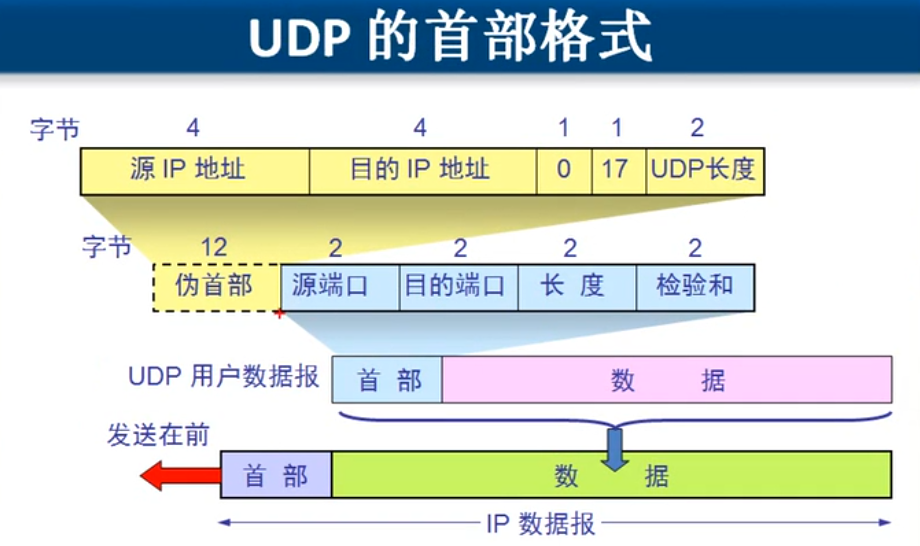 UDP 的首部格式
字节 4 4 1 1 2
源 IP 地址 目的 IP 地址 0 17 UDP长度
字节 12 2 2 2 2
伪首部 源端口 目的端口 长 度 检验和
UDP 用户数据报 首 部 数 据
发送在前
首 部 数 据
IP 数据报